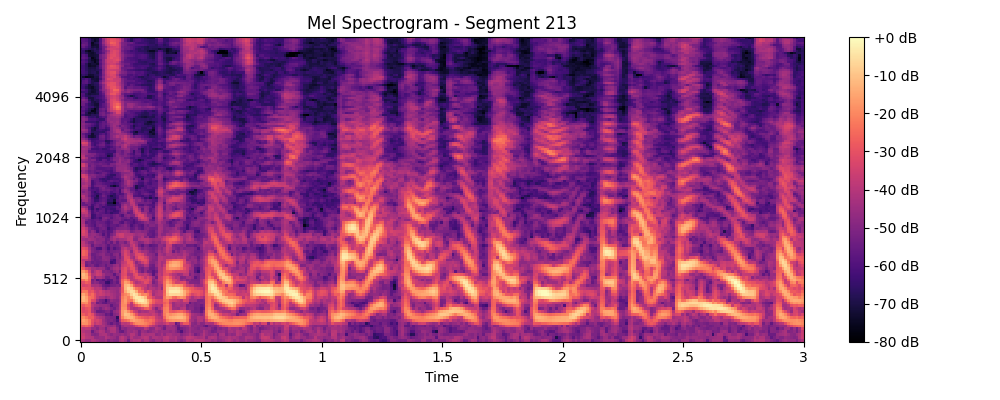 Mel Spectrogram - Segment 213
Frequency
4096
2048
1024
512
0
0
0.5
1
1.5
2
2.5
3
Time
+0 dB
-10 dB
-20 dB
-30 dB
-40 dB
-50 dB
-60 dB
-70 dB
-80 dB